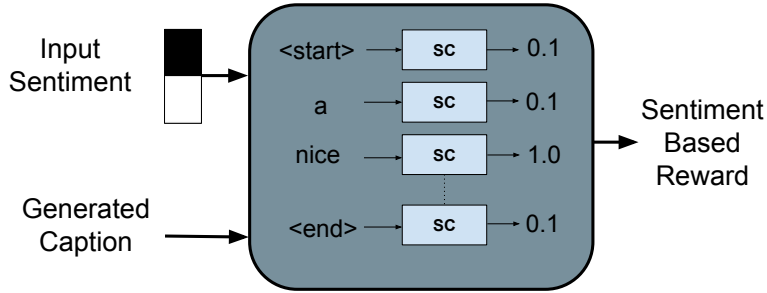 Input
Sentiment
Generated
Caption
<start> SC 0.1
a SC 0.1
nice SC 1.0
<end> SC 0.1
Sentiment
Based
Reward